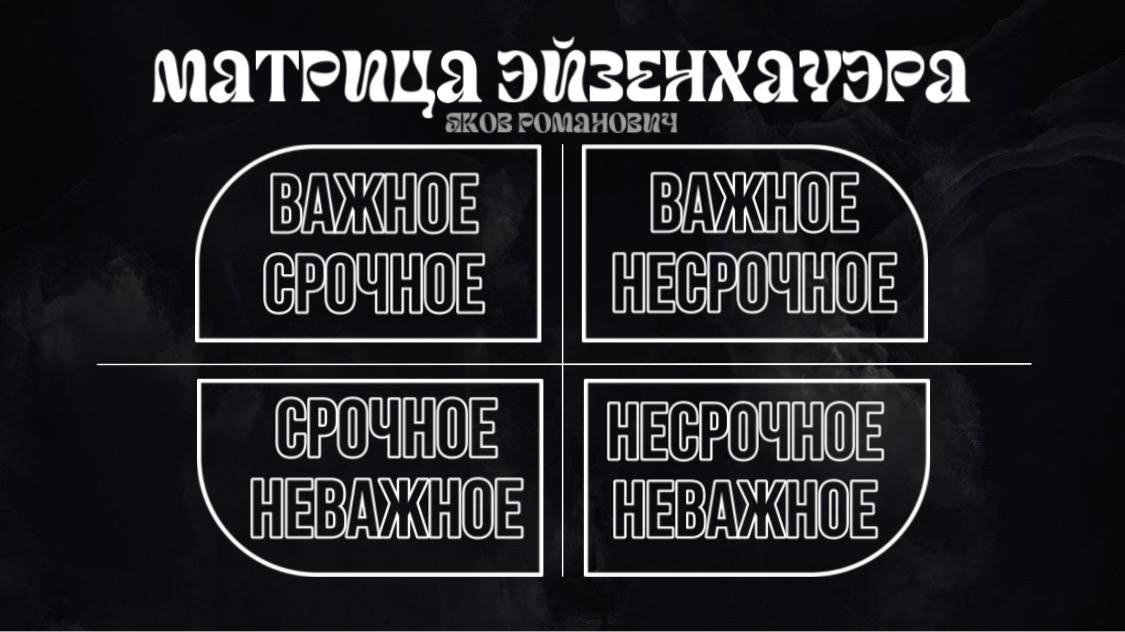 МАТРИЦА ЭЙЗЕНХАУЭРА
ЯКОВ РОМАНОВИЧ
ВАЖНОЕ
СРОЧНОЕ
ВАЖНОЕ
НЕСРОЧНОЕ
СРОЧНОЕ
НЕВАЖНОЕ
НЕСРОЧНОЕ
НЕВАЖНОЕ